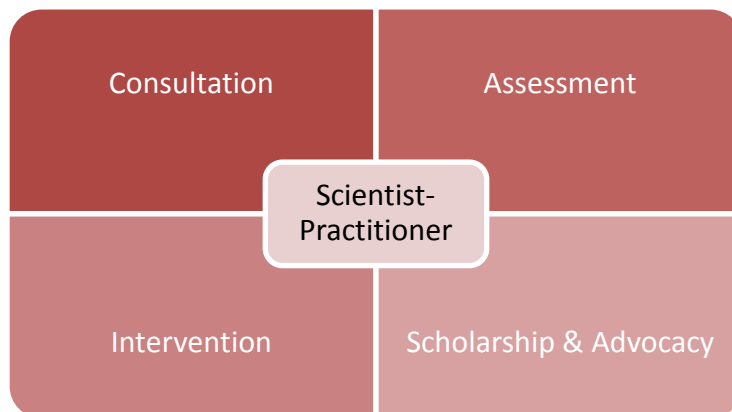 Consultation
Assessment
Scientist-
Practitioner
Intervention
Scholarship & Advocacy